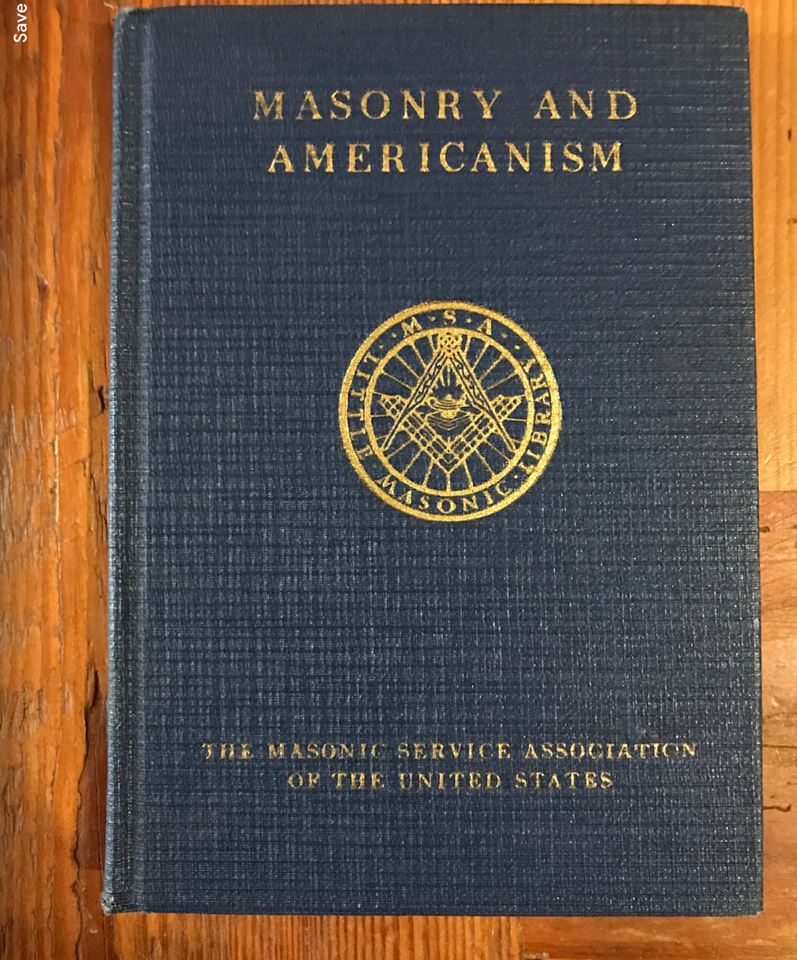 Save
MASONRY AND
AMERICANISM
· M · S · A ·
LITTLE · MASONIC · LIBRARY
THE MASONIC SERVICE ASSOCIATION
OF THE UNITED STATES